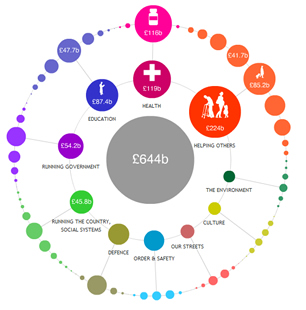 £116b
£47.7b
£41.7b
£85.2b
£119b
£87.4b
HEALTH
EDUCATION
£224b
£54.2b
HELPING OTHERS
£644b
RUNNING GOVERNMENT
THE ENVIRONMENT
£45.8b
RUNNING THE COUNTRY,
SOCIAL SYSTEMS
CULTURE
OUR STREETS
DEFENCE
ORDER & SAFETY